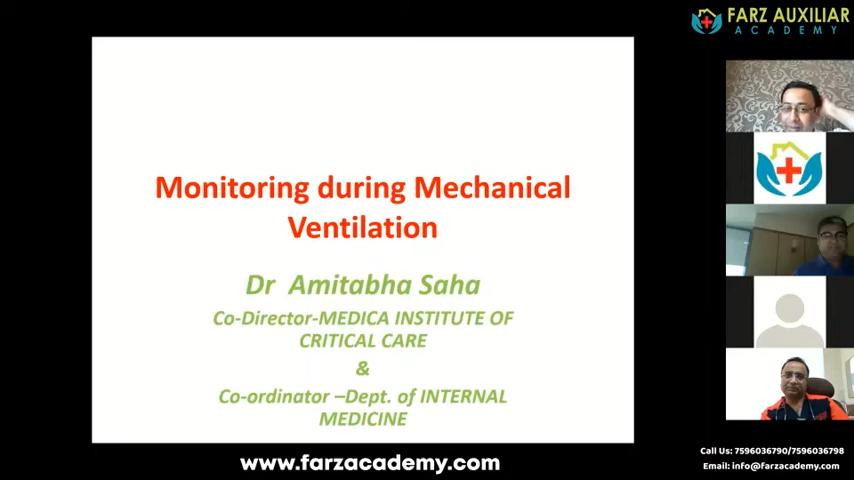 FARZ AUXILIAR
ACADEMY
Monitoring during Mechanical
Ventilation
Dr Amitabha Saha
Co-Director-MEDICA INSTITUTE OF
CRITICAL CARE
&
Co-ordinator –Dept. of INTERNAL
MEDICINE
www.farzacademy.com
Call Us: 7596036790/7596036798
Email: info@farzacademy.com